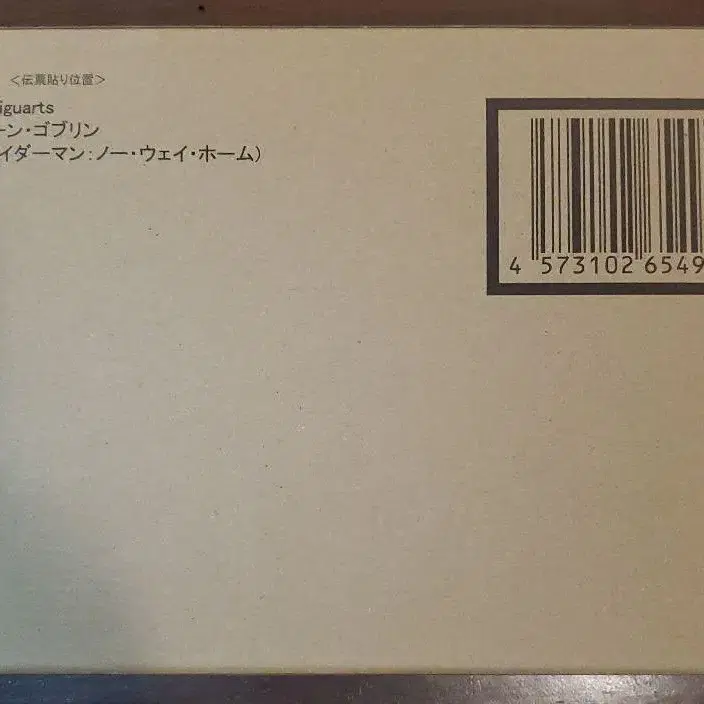 <伝票貼り位置>
iguarts
ーン・ゴブリン
イダーマン:ノー・ウェイ・ホーム)
4 573102 6549